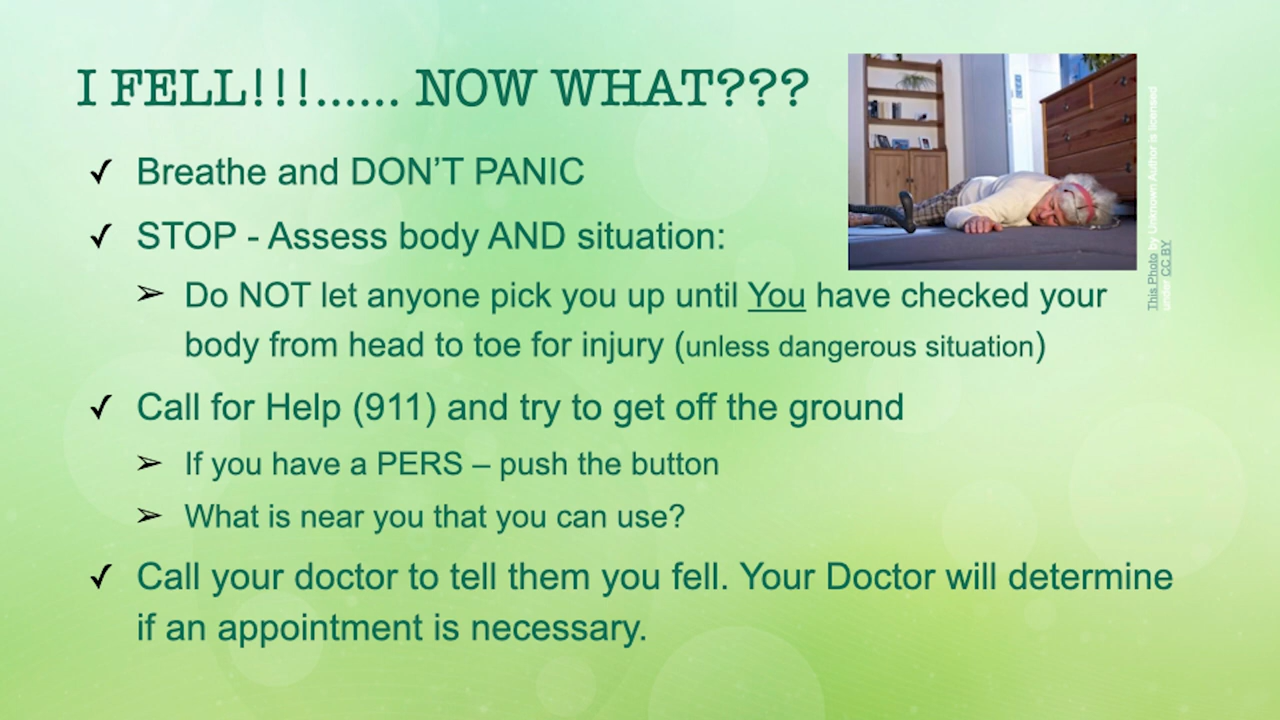 I FELL!!!...... NOW WHAT???
✓ Breathe and DON’T PANIC
✓ STOP - Assess body AND situation:
➢ Do NOT let anyone pick you up until You have checked your
body from head to toe for injury (unless dangerous situation)
✓ Call for Help (911) and try to get off the ground
➢ If you have a PERS – push the button
➢ What is near you that you can use?
✓ Call your doctor to tell them you fell. Your Doctor will determine
if an appointment is necessary.
This Photo by Unknown Author is licensed
under CC BY